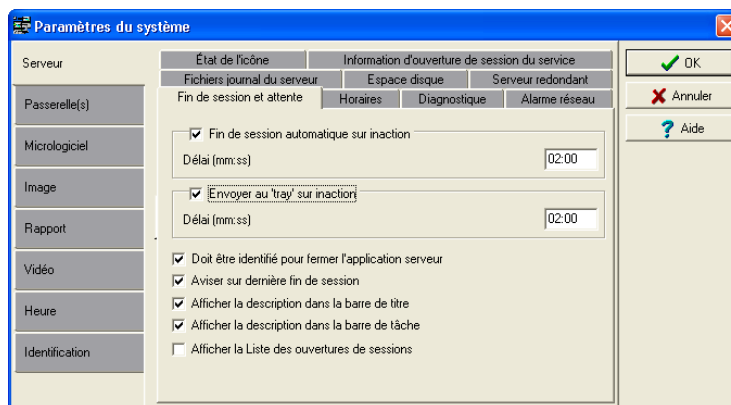 Paramètres du système
Serveur
Passerelle(s)
Micrologiciel
Image
Rapport
Vidéo
Heure
Identification
État de l'icône
Information d'ouverture de session du service
Fichiers journal du serveur
Espace disque
Serveur redondant
Fin de session et attente
Horaires
Diagnostique
Alarme réseau
Fin de session automatique sur inaction
Délai (mm:ss)
02:00
Envoyer au 'tray' sur inaction
Délai (mm:ss)
02:00
Doit être identifié pour fermer l'application serveur
Aviser sur dernière fin de session
Afficher la description dans la barre de titre
Afficher la description dans la barre de tâche
Afficher la Liste des ouvertures de sessions
OK
Annuler
Aide